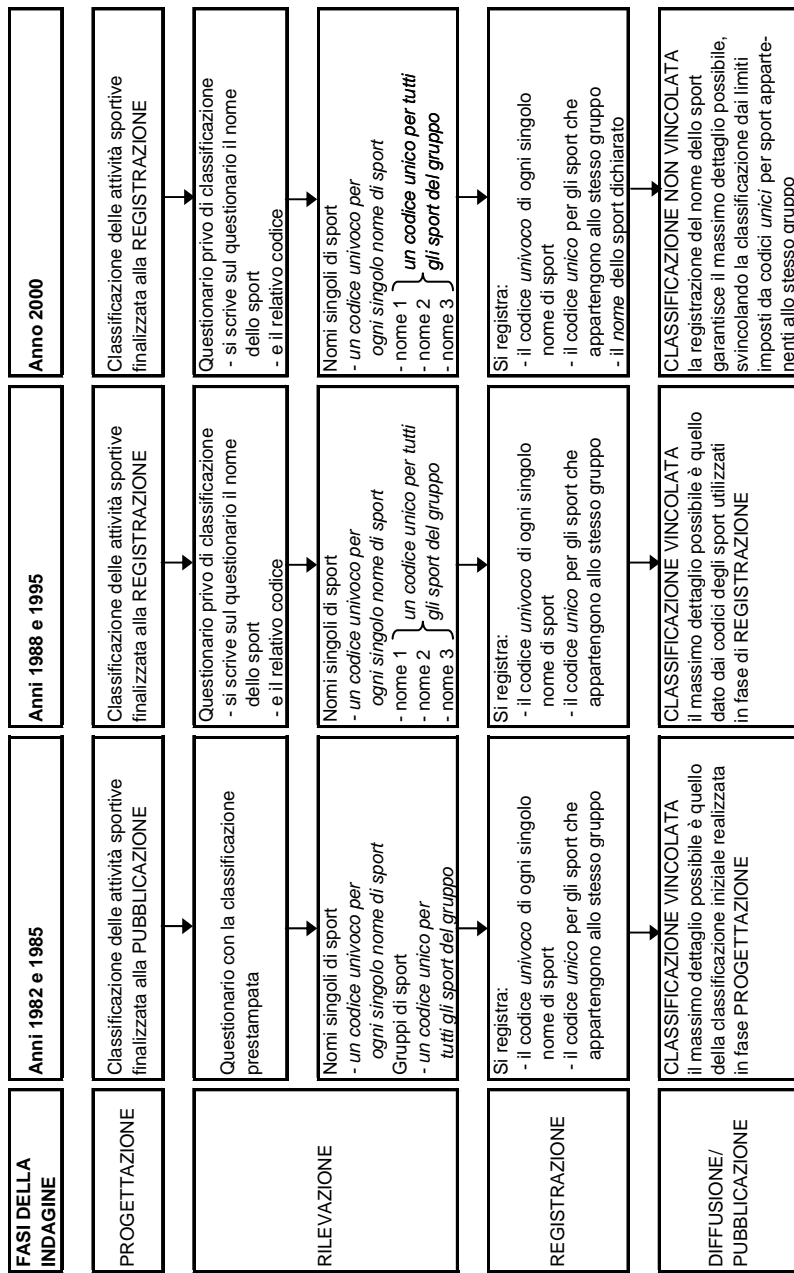 FASI DELLA
INDAGINE
Anni 1982 e 1985
Anni 1988 e 1995
Anno 2000
PROGETTAZIONE
Classificazione delle attività sportive
finalizzata alla PUBBLICAZIONE
Classificazione delle attività sportive
finalizzata alla REGISTRAZIONE
Classificazione delle attività sportive
finalizzata alla REGISTRAZIONE
RILEVAZIONE
Questionario con la classificazione
prestampata
Questionario privo di classificazione
- si scrive sul questionario il nome
dello sport
- e il relativo codice
Questionario privo di classificazione
- si scrive sul questionario il nome
dello sport
- e il relativo codice
Nomi singoli di sport
- un codice univoco per
ogni singolo nome di sport
Gruppi di sport
- un codice unico per
tutti gli sport del gruppo
Nomi singoli di sport
- un codice univoco per
ogni singolo nome di sport
- nome 1
- nome 2
- nome 3
un codice unico per tutti
gli sport del gruppo
Nomi singoli di sport
- un codice univoco per
ogni singolo nome di sport
- nome 1
- nome 2
- nome 3
un codice unico per tutti
gli sport del gruppo
REGISTRAZIONE
Si registra:
- il codice univoco di ogni singolo
nome di sport
- il codice unico per gli sport che
appartengono allo stesso gruppo
Si registra:
- il codice univoco di ogni singolo
nome di sport
- il codice unico per gli sport che
appartengono allo stesso gruppo
Si registra:
- il codice univoco di ogni singolo
nome di sport
- il codice unico per gli sport che
appartengono allo stesso gruppo
- il nome dello sport dichiarato
DIFFUSIONE/
PUBBLICAZIONE
CLASSIFICAZIONE VINCOLATA
il massimo dettaglio possibile è quello
della classificazione iniziale realizzata
in fase PROGETTAZIONE
CLASSIFICAZIONE VINCOLATA
il massimo dettaglio possibile è quello
dato dai codici degli sport utilizzati
in fase di REGISTRAZIONE
CLASSIFICAZIONE NON VINCOLATA
la registrazione del nome dello sport
garantisce il massimo dettaglio possibile,
svincolando la classificazione dai limiti
imposti da codici unici per sport apparte-
nenti allo stesso gruppo